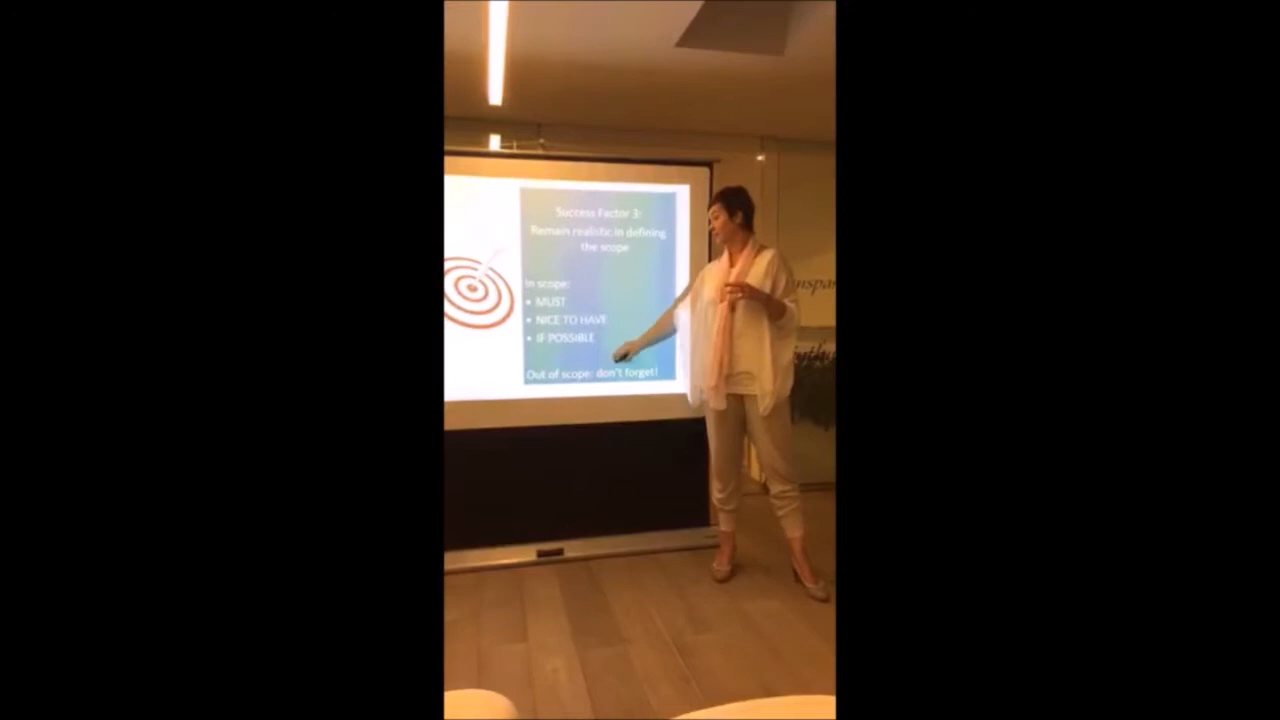 Success Factor 3:
Remain realistic in defining
the scope
In scope:
• MUST
• NICE TO HAVE
• IF POSSIBLE
Out of scope: don't forget!